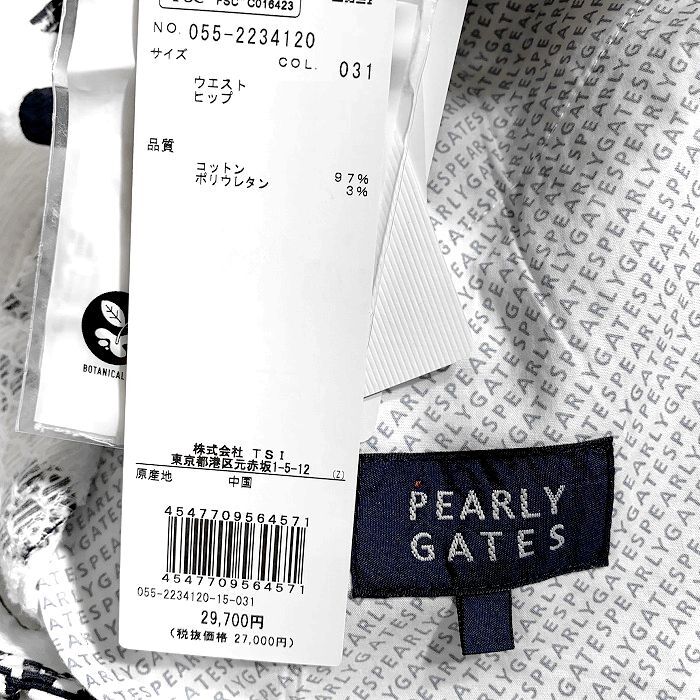 FSC C016423
NO. 055-2234120
サイズ COL. 031
ウエスト
ヒップ
品質
コットン 97%
ポリウレタン 3%
BOTANICAL
株式会社 TSI
東京都港区元赤坂1-5-12 (Z)
原産地 中国
4547709564571
4547709564571
055-2234120-15-031
29,700円
(税抜価格 27,000円)
PEARLY
GATES
PEARLYGATESPEARLYGATESPEARLYGATES